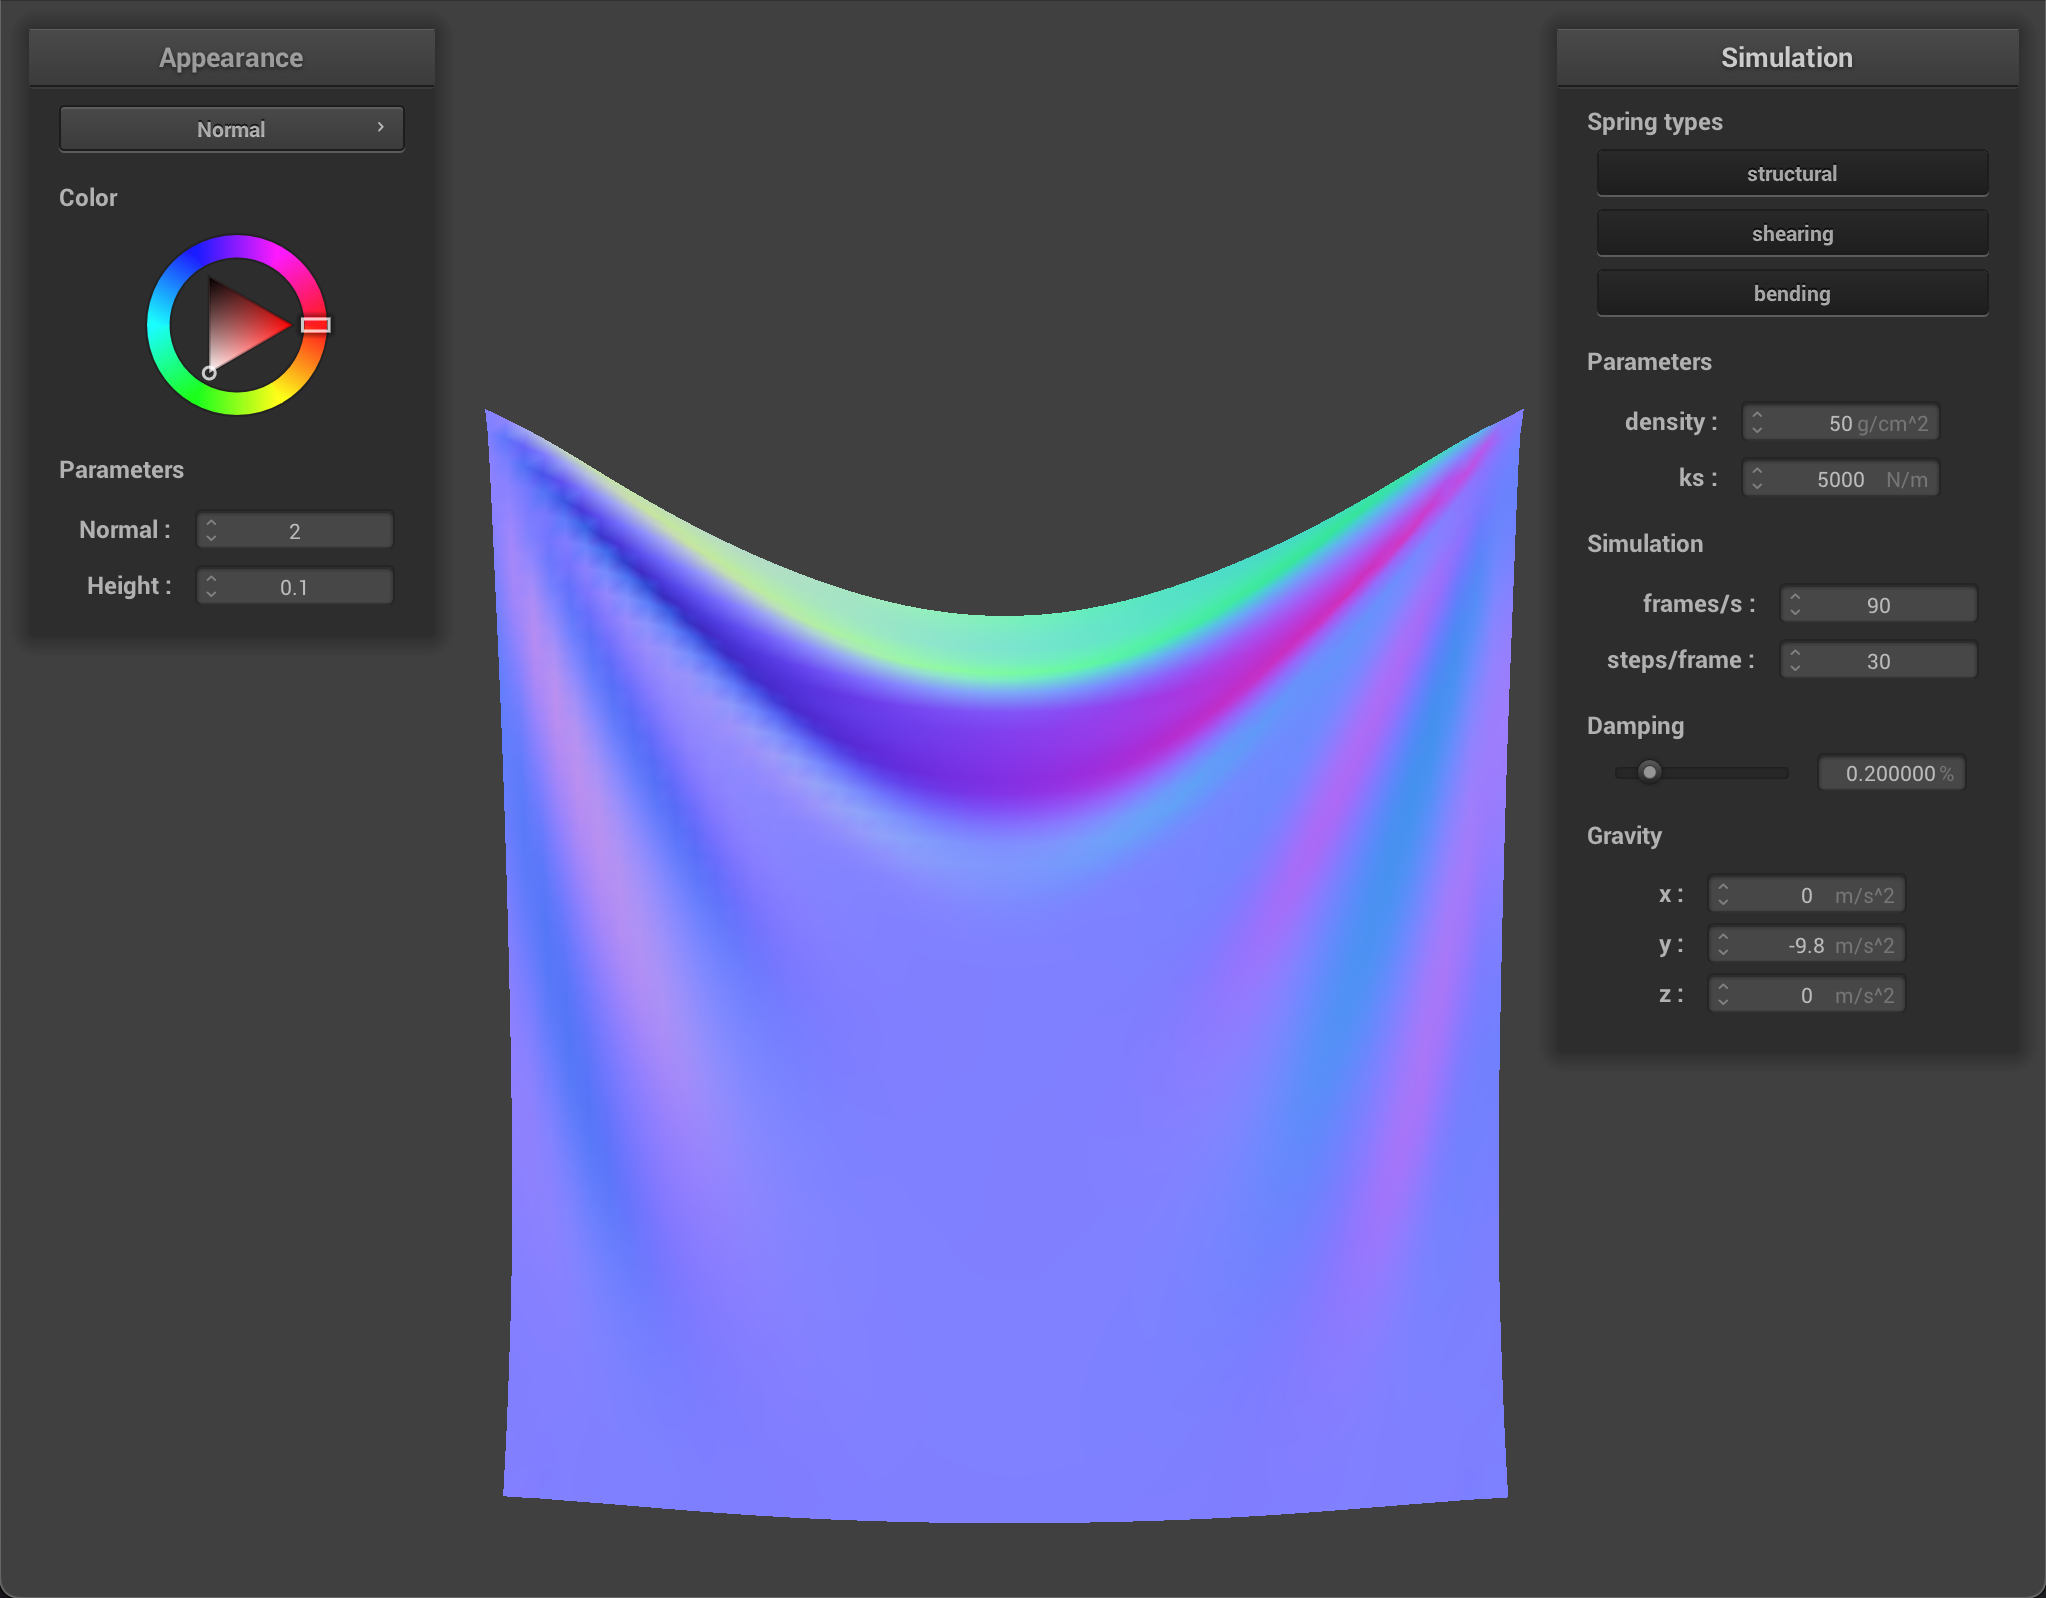 Appearance
Normal
Color
Parameters
Normal : 2
Height : 0.1
Simulation
Spring types
structural
shearing
bending
Parameters
density : 50 g/cm^2
ks : 5000 N/m
Simulation
frames/s : 90
steps/frame : 30
Damping
0.200000 %
Gravity
x : 0 m/s^2
y : -9.8 m/s^2
z : 0 m/s^2